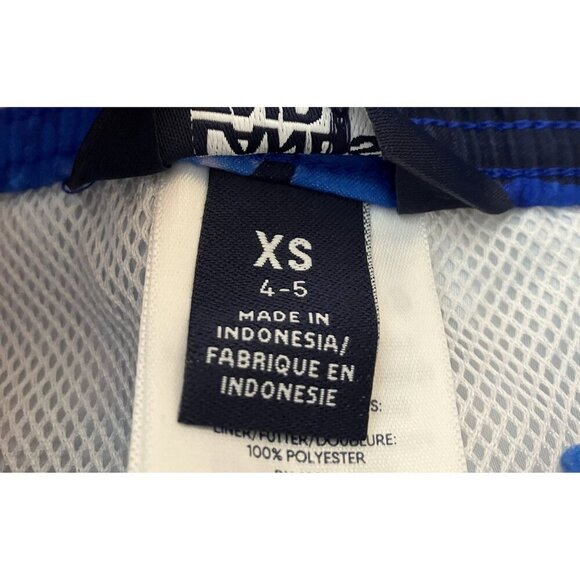 XS
4-5
MADE IN
INDONESIA/
FABRIQUE EN
INDONESIE
S:
LINER/FUTTER/DOUBLURE:
100% POLYESTER